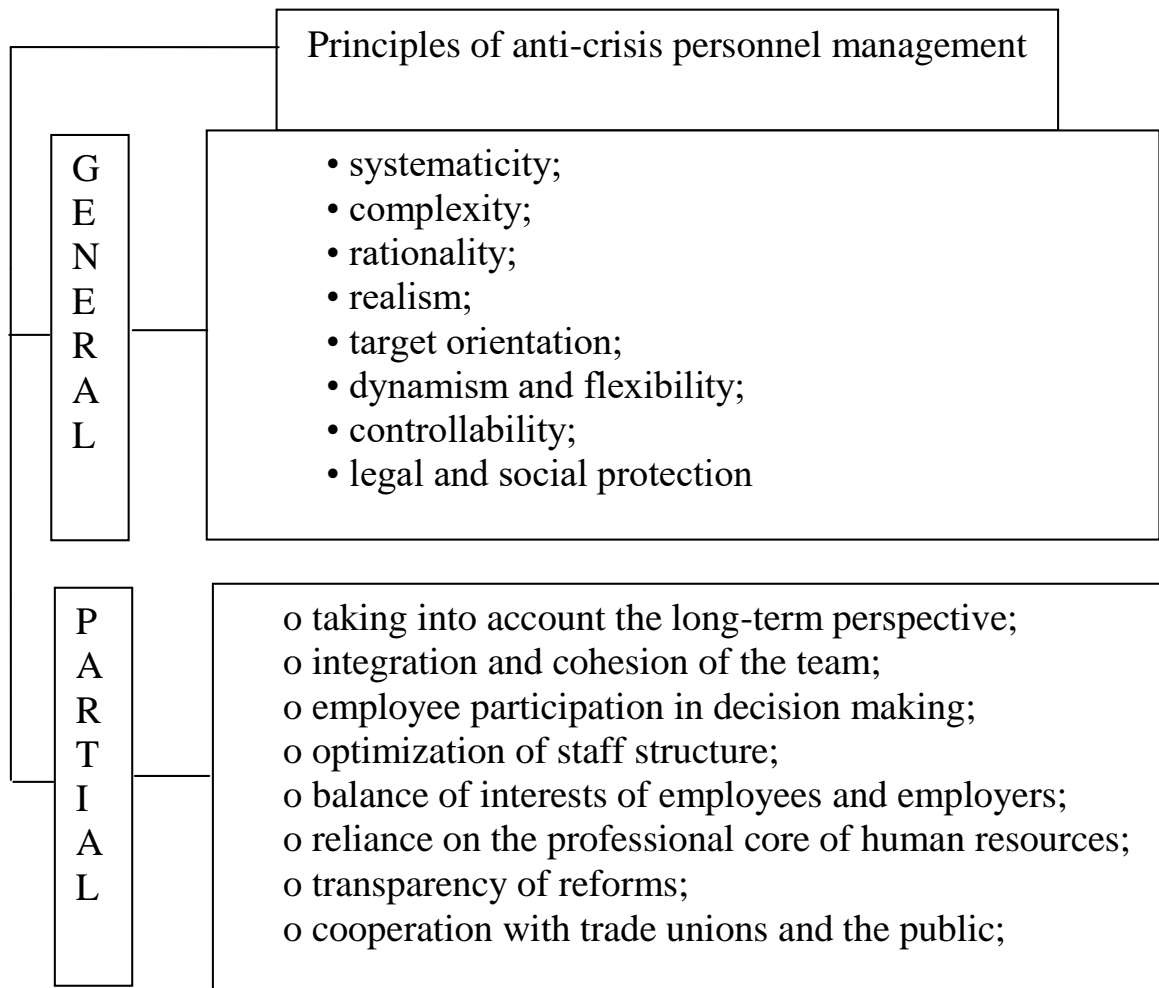 Principles of anti-crisis personnel management
GENERAL
• systematicity;
• complexity;
• rationality;
• realism;
• target orientation;
• dynamism and flexibility;
• controllability;
• legal and social protection
PARTIAL
o taking into account the long-term perspective;
o integration and cohesion of the team;
o employee participation in decision making;
o optimization of staff structure;
o balance of interests of employees and employers;
o reliance on the professional core of human resources;
o transparency of reforms;
o cooperation with trade unions and the public;